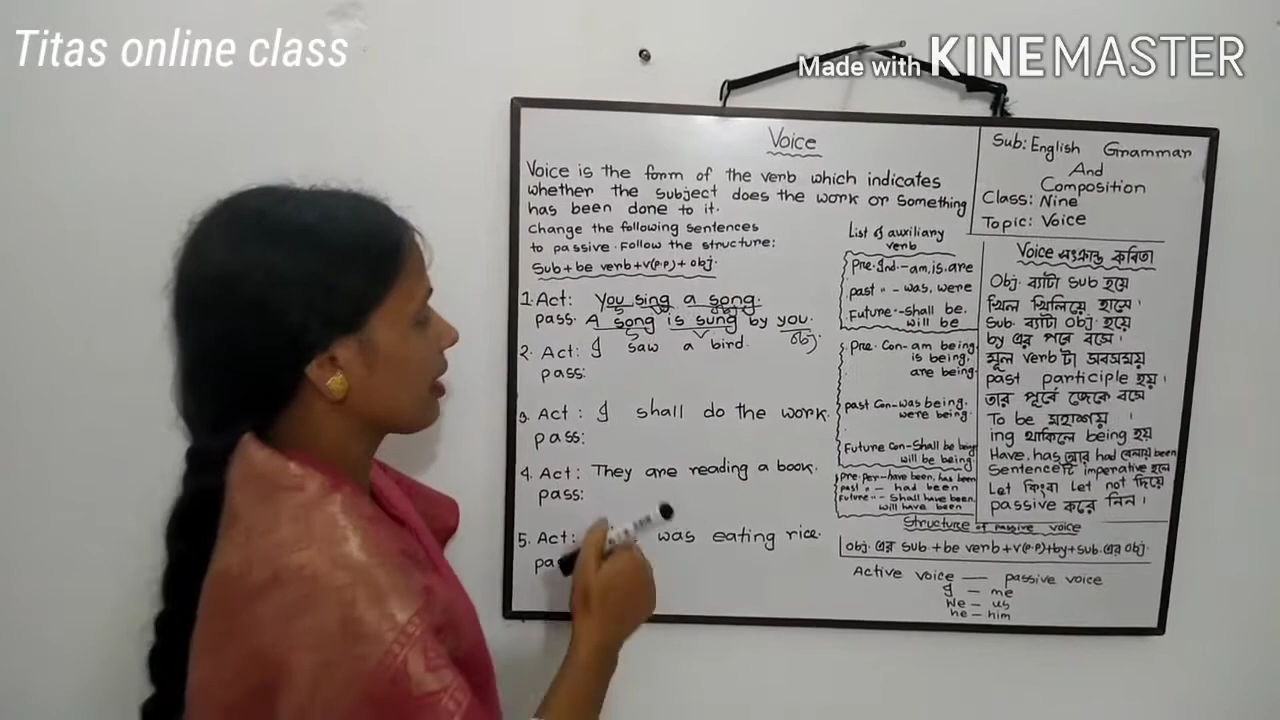 Titas online class
Made with KINEMASTER
Voice
Voice is the form of the verb which indicates
whether the subject does the work or something
has been done to it.
Change the following sentences
to passive. Follow the structure:
Sub+be verb+v(p.p)+obj.
1. Act: You sing a song.
pass. A song is sung by you.
obj.
2. Act: I saw a bird.
pass:
3. Act: I shall do the work.
pass:
4. Act: They are reading a book.
pass:
5. Act: was eating rice.
List of auxiliary
verb
Pre. Ind.-am, is, are
past " - was, were
Future.-Shall be.
will be
Pre. Con-am being,
is being,
are being.
past Con-was being.
were being.
Future con-Shall be being
will be being.
Pre per-have been, has been
past " - had been
Future " - Shall have been,
will have been
Sub: English Grammar
And
Composition
Class: Nine
Topic: Voice
Voice সংক্রান্ত কবিতা
Obj. ব্যাটা Sub হয়ে
খিল খিলিয়ে হাসে।
Sub. ব্যাটা Obj. হয়ে
by এর পরে বসে।
মূল verb টা সবসময়
past participle হয়।
তার পূর্বে জেকে বসে
To be মহাশয়।
ing থাকিলে being হয়
Have, has আর had বেলায় been
Sentenceটি imperative হলে
Let কিংবা Let not দিয়ে
passive করে নিন।
Structure of passive voice
obj. এর sub+be verb+v(p.p)+by+sub.এর obj.
Active voice — passive voice
I — me
We — us
he — him